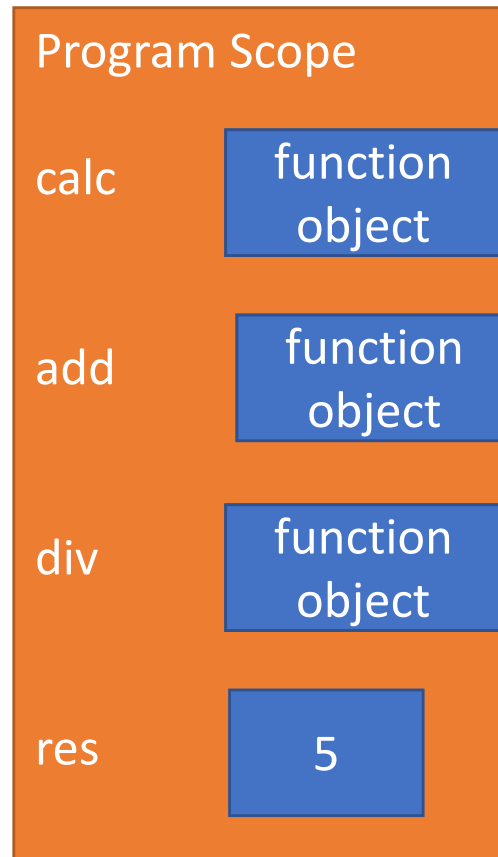 Program Scope
calc
function
object
add
function
object
div
function
object
res
5